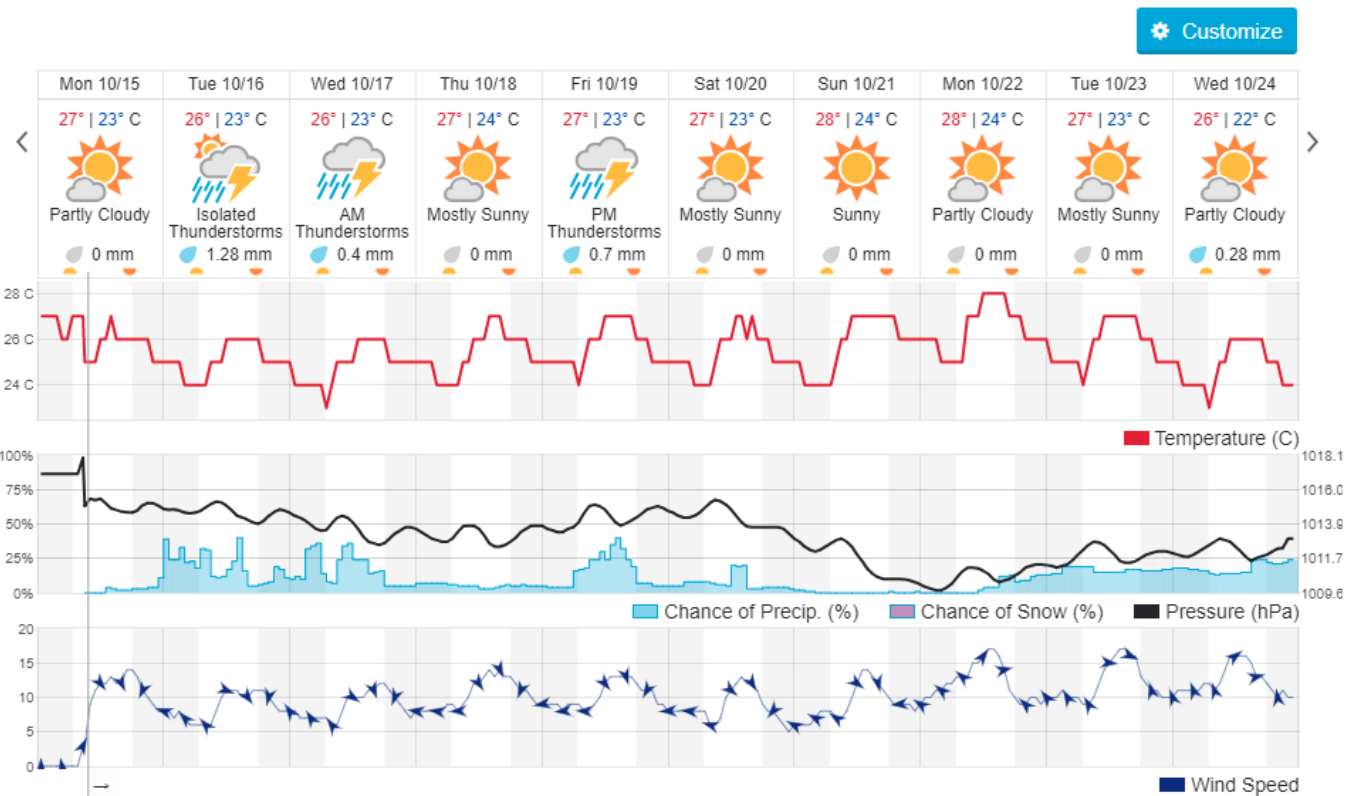 Customize
Mon 10/15 Tue 10/16 Wed 10/17 Thu 10/18 Fri 10/19 Sat 10/20 Sun 10/21 Mon 10/22 Tue 10/23 Wed 10/24
27° | 23° C 26° | 23° C 26° | 23° C 27° | 24° C 27° | 23° C 27° | 23° C 28° | 24° C 28° | 24° C 27° | 23° C 26° | 22° C
Partly Cloudy Isolated AM Mostly Sunny PM Mostly Sunny Sunny Partly Cloudy Mostly Sunny Partly Cloudy
Thunderstorms Thunderstorms Thunderstorms
0 mm 1.28 mm 0.4 mm 0 mm 0.7 mm 0 mm 0 mm 0 mm 0 mm 0.28 mm
28 C
26 C
24 C
Temperature (C)
100% 1018.1
75% 1016.0
50% 1013.9
25% 1011.7
0% 1009.6
Chance of Precip. (%) Chance of Snow (%) Pressure (hPa)
20
15
10
5
0
Wind Speed